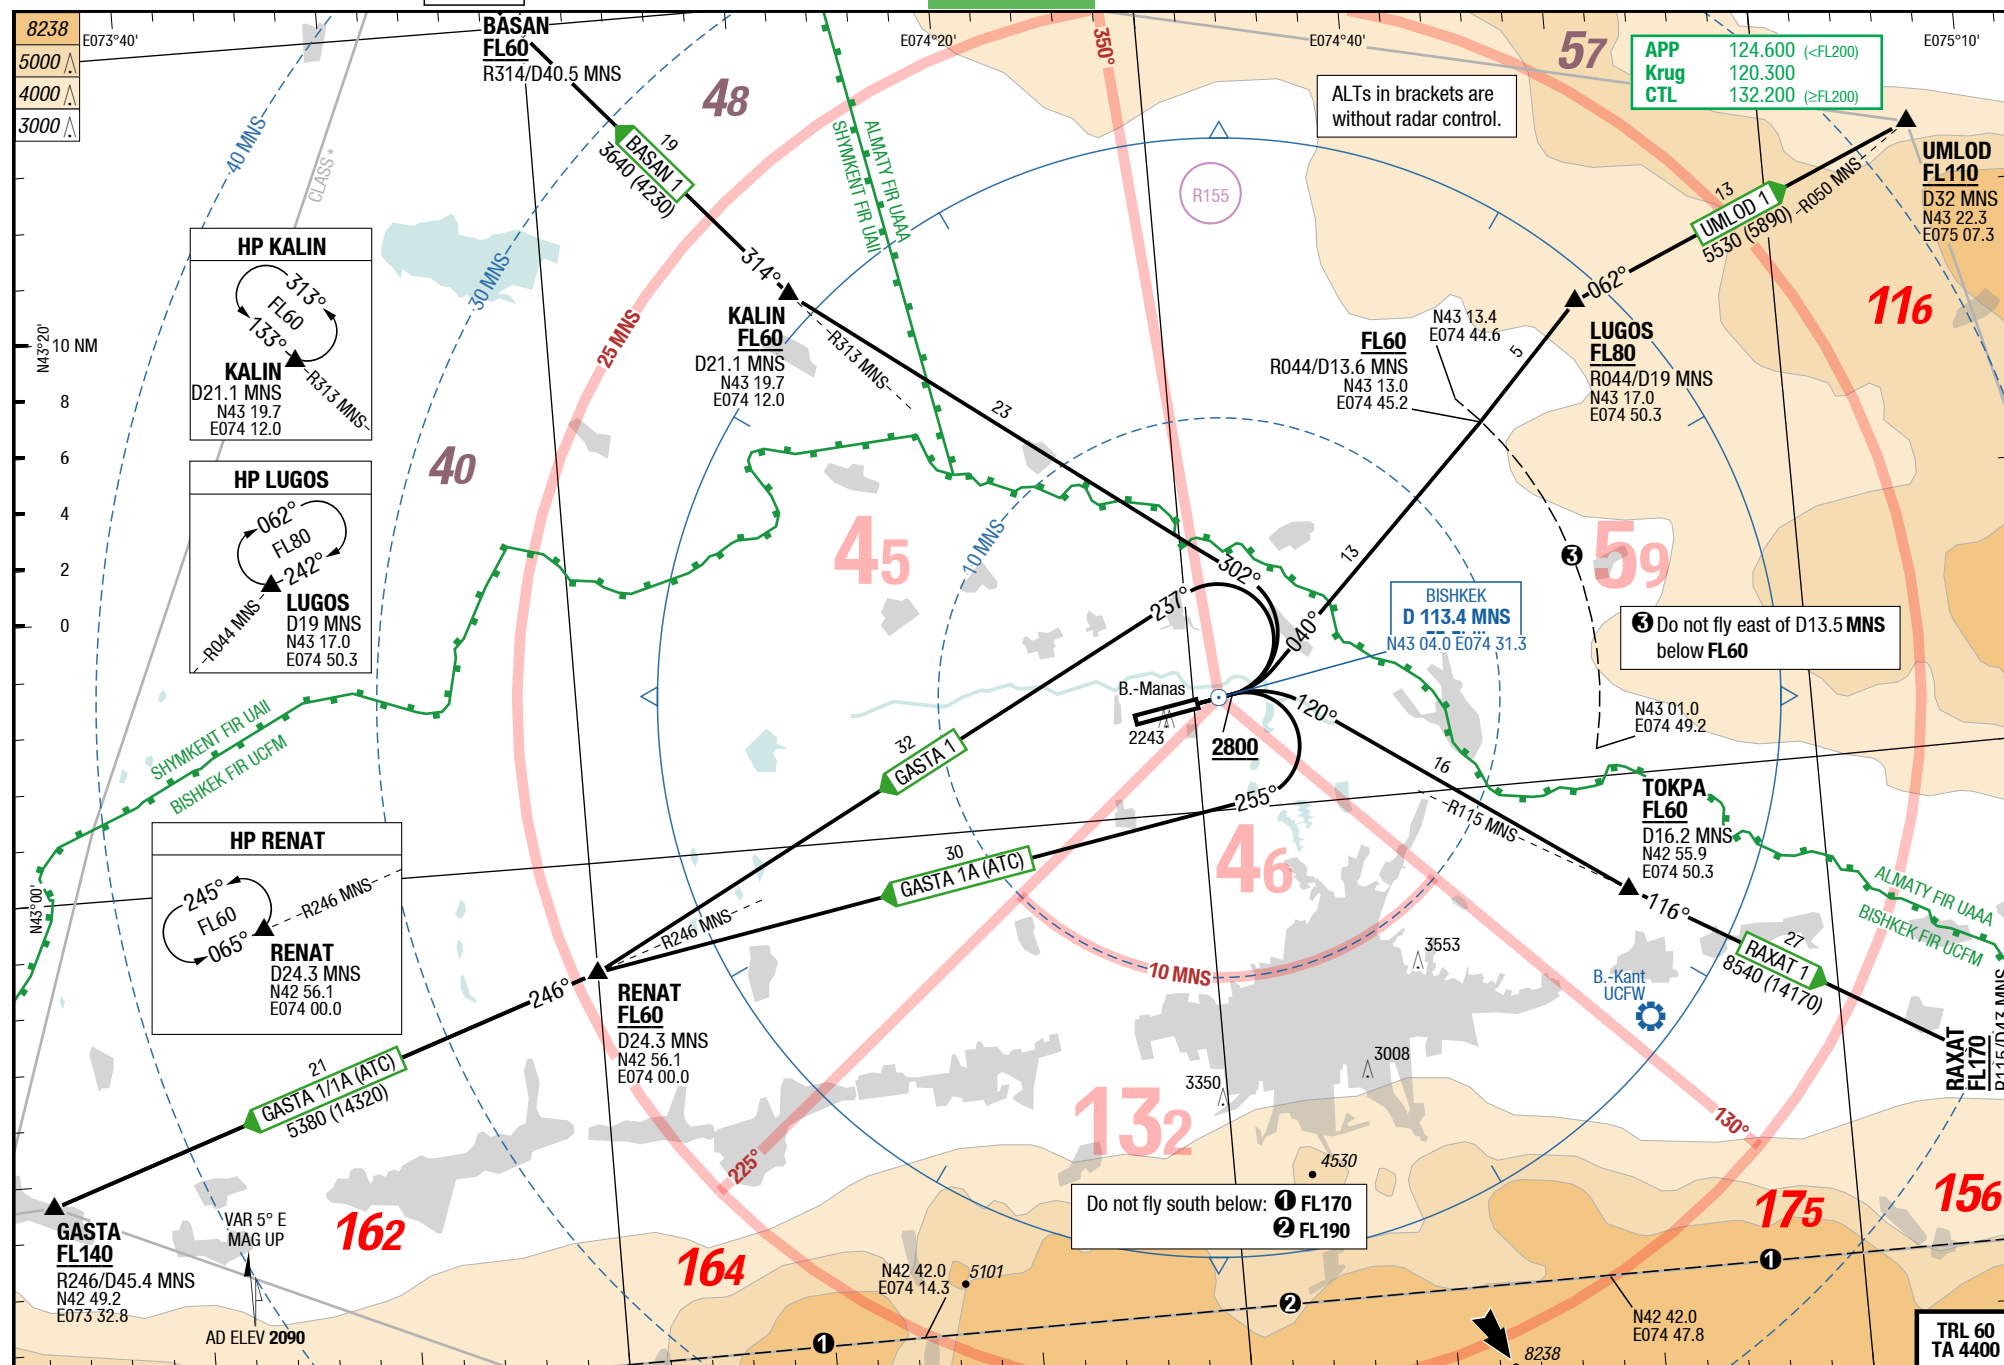 8238
5000
4000
3000
E073°40'
BASAN
FL60
R314/D40.5 MNS
E074°20'
350°
E074°40'
57
APP 124.600 (<FL200)
Krug 120.300
CTL 132.200 (≥FL200)
E075°10'
ALTs in brackets are
without radar control.
40 MNS
CLASS *
48
19
BASAN 1
3640 (4230)
SHYMKENT FIR UAII
ALMATY FIR UAAA
R155
UMLOD
FL110
D32 MNS
N43 22.3
E075 07.3
13
UMLOD 1
5530 (5890)
R050 MNS
062°
HP KALIN
313°
FL60
133°
KALIN
D21.1 MNS
N43 19.7
E074 12.0
R313 MNS
30 MNS
25 MNS
314°
KALIN
FL60
D21.1 MNS
N43 19.7
E074 12.0
R313 MNS
23
N43°20'
10 NM
8
6
4
2
0
FL60
R044/D13.6 MNS
N43 13.0
E074 45.2
N43 13.4
E074 44.6
5
LUGOS
FL80
R044/D19 MNS
N43 17.0
E074 50.3
116
40
HP LUGOS
062°
FL80
242°
LUGOS
D19 MNS
N43 17.0
E074 50.3
R044 MNS
45
10 MNS
302°
237°
13
040°
3
59
BISHKEK
D 113.4 MNS
N43 04.0 E074 31.3
3 Do not fly east of D13.5 MNS
below FL60
B.-Manas
2243
2800
120°
16
N43 01.0
E074 49.2
SHYMKENT FIR UAII
BISHKEK FIR UCFM
32
GASTA 1
255°
30
GASTA 1A (ATC)
46
R115 MNS
TOKPA
FL60
D16.2 MNS
N42 55.9
E074 50.3
116°
27
RAXAT 1
8540 (14170)
ALMATY FIR UAAA
BISHKEK FIR UCFM
HP RENAT
245°
FL60
065°
R246 MNS
RENAT
D24.3 MNS
N42 56.1
E074 00.0
N43°00'
R246 MNS
246°
RENAT
FL60
D24.3 MNS
N42 56.1
E074 00.0
10 MNS
3553
B.-Kant
UCFW
RAXAT
FL170
R115/D43 MNS
21
GASTA 1/1A (ATC)
5380 (14320)
3350
3008
132
130°
225°
4530
Do not fly south below: 1 FL170
2 FL190
175
156
GASTA
FL140
R246/D45.4 MNS
N42 49.2
E073 32.8
VAR 5° E
MAG UP
162
164
AD ELEV 2090
N42 42.0
E074 14.3
5101
1
2
1
N42 42.0
E074 47.8
8238
TRL 60
TA 4400